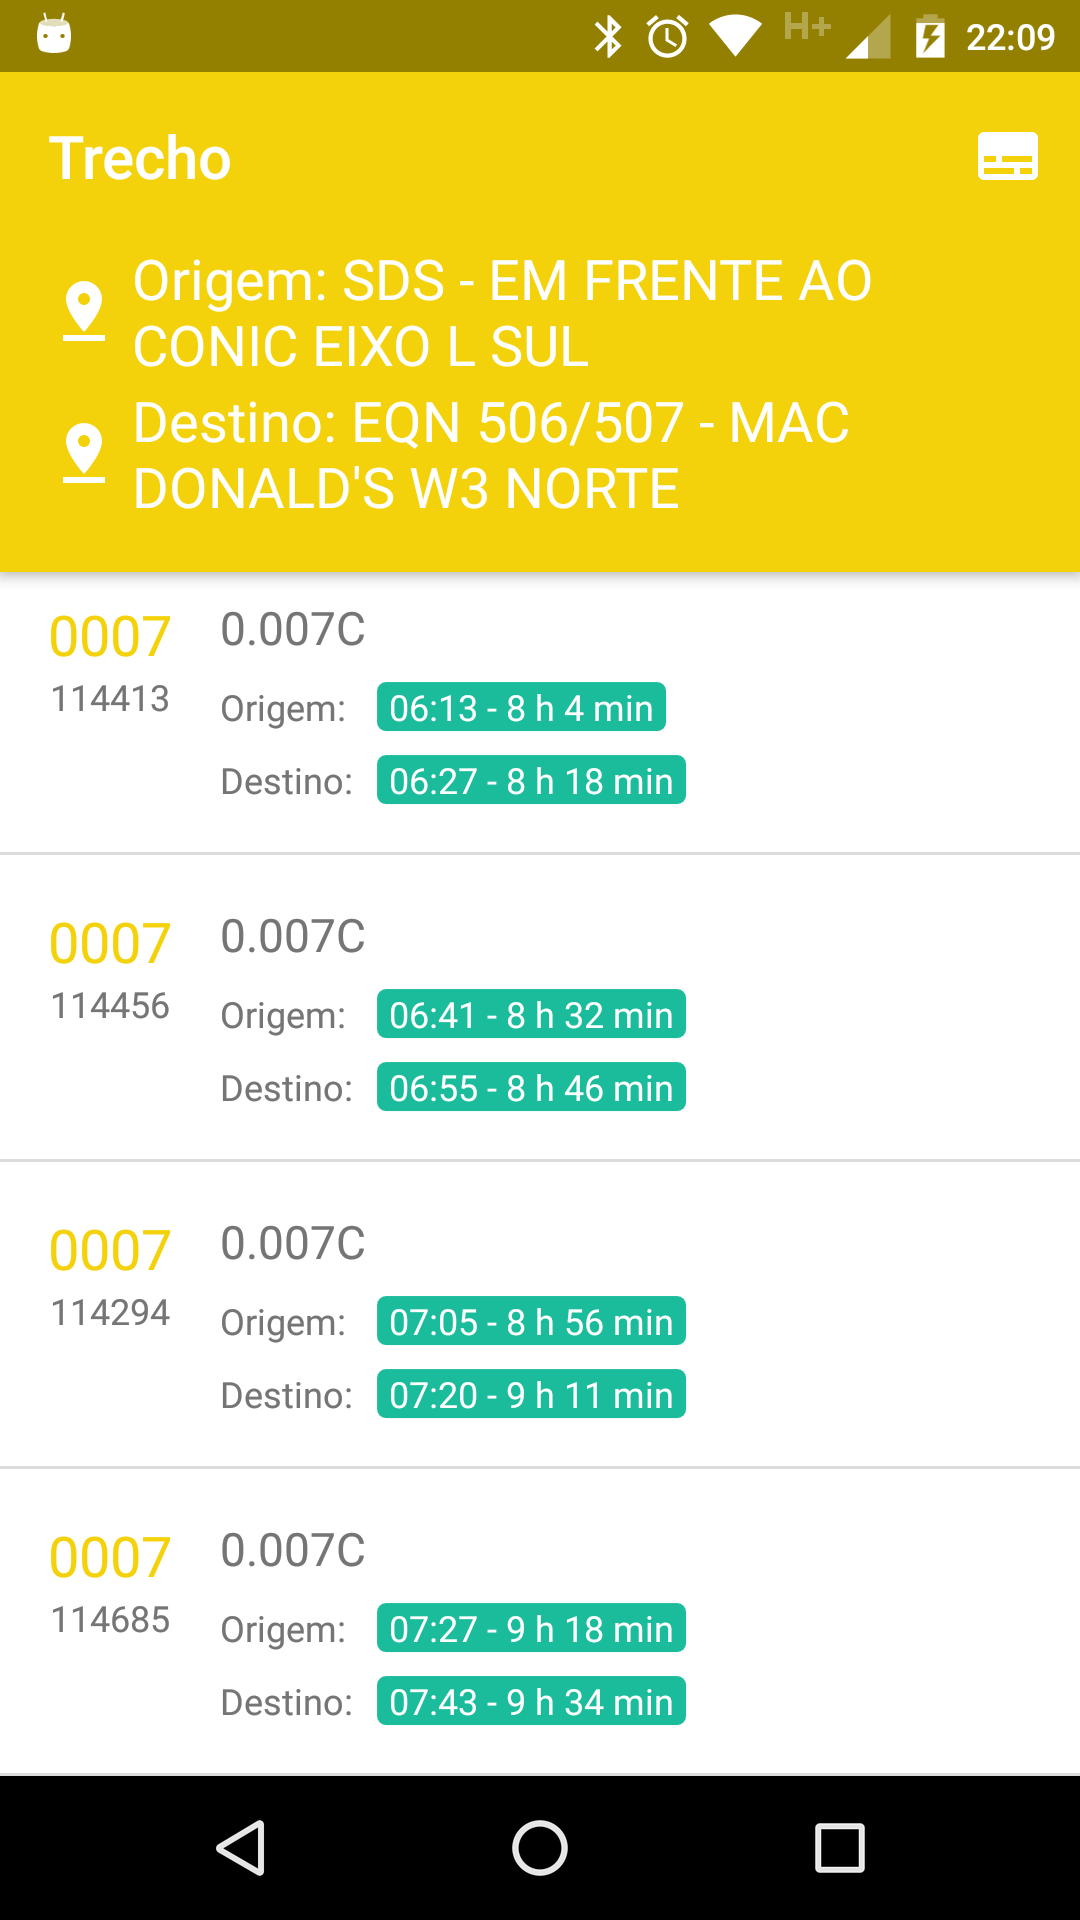 H+ 22:09
Trecho
Origem: SDS - EM FRENTE AO
CONIC EIXO L SUL
Destino: EQN 506/507 - MAC
DONALD'S W3 NORTE
0007 0.007C
114413 Origem: 06:13 - 8 h 4 min
Destino: 06:27 - 8 h 18 min
0007 0.007C
114456 Origem: 06:41 - 8 h 32 min
Destino: 06:55 - 8 h 46 min
0007 0.007C
114294 Origem: 07:05 - 8 h 56 min
Destino: 07:20 - 9 h 11 min
0007 0.007C
114685 Origem: 07:27 - 9 h 18 min
Destino: 07:43 - 9 h 34 min